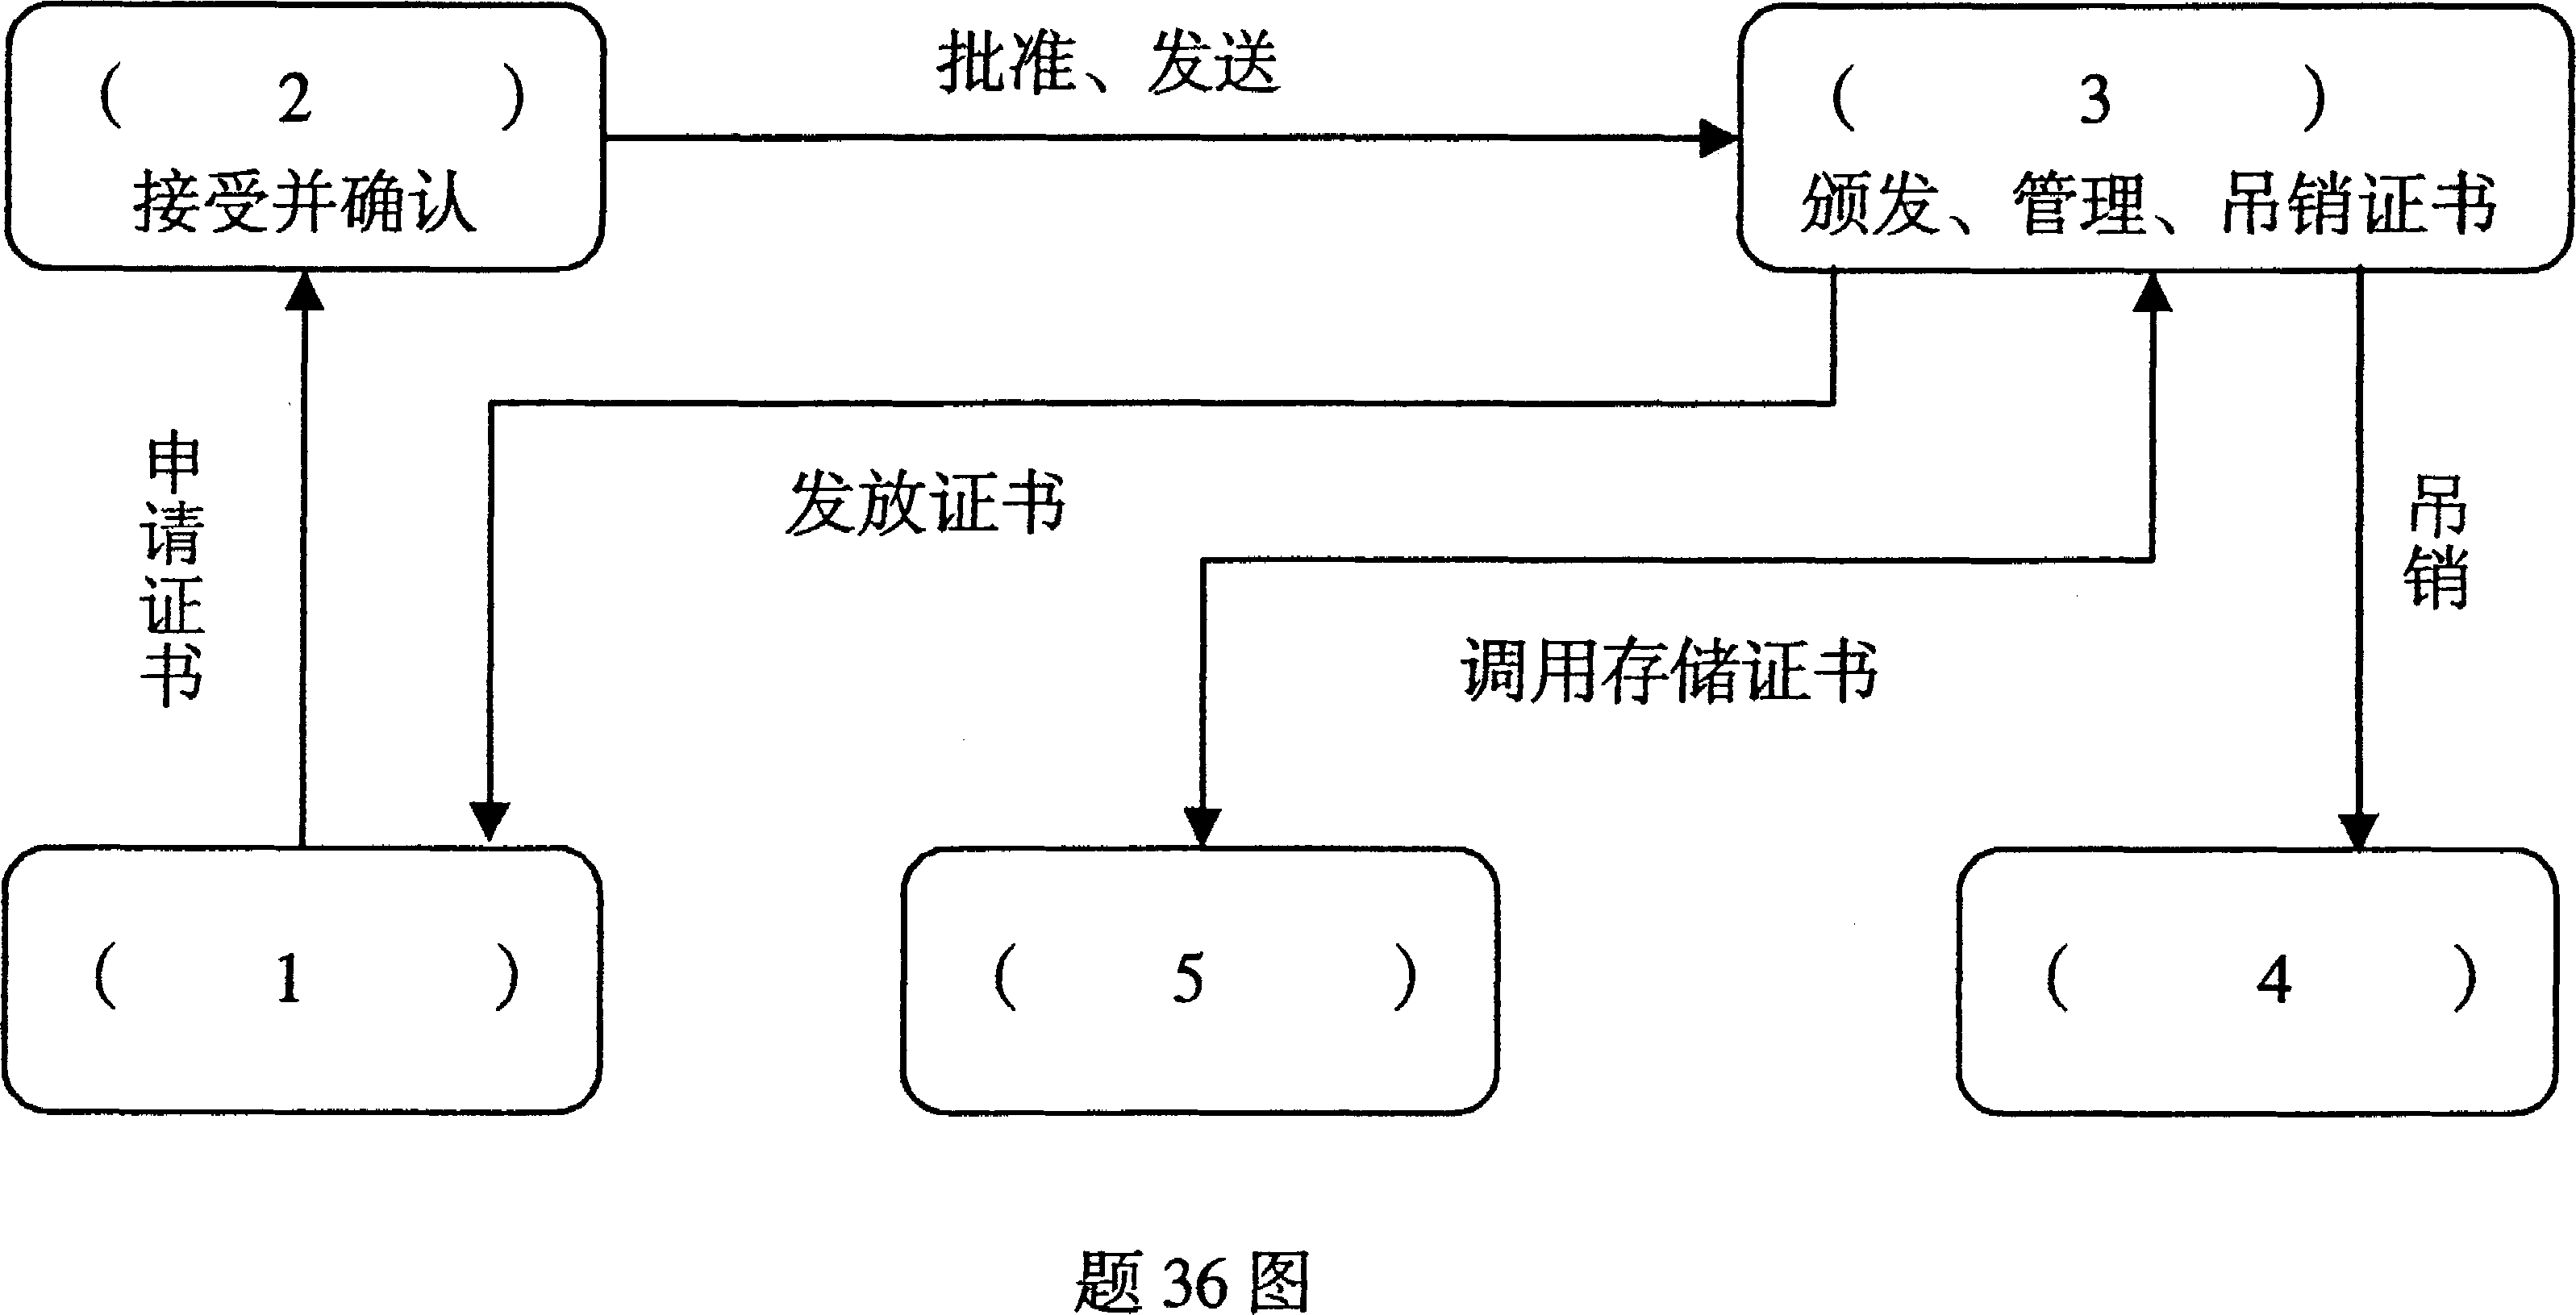 ( 2 )
接受并确认
批准、发送
( 3 )
颁发、管理、吊销证书
申请证书
发放证书
调用存储证书
吊销
( 1 )
( 5 )
( 4 )
题 36 图